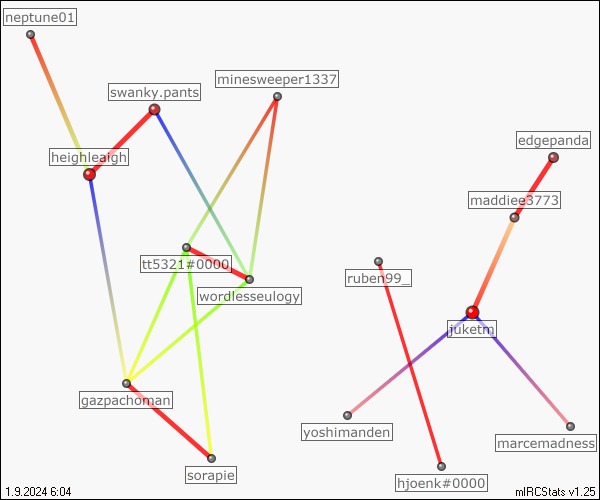 neptune01
minesweeper1337
swanky.pants
edgepanda
heighleaigh
maddiee3773
tt5321#0000
ruben99_
wordlesseulogy
juketm
gazpachoman
yoshimanden
marcemadness
sorapie
hjoenk#0000
1.9.2024 6:04
mIRCStats v1.25